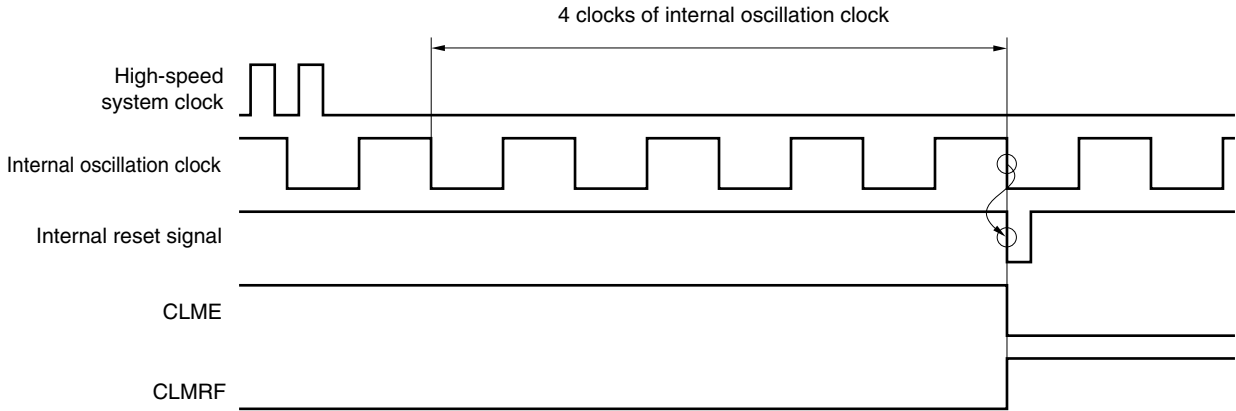 4 clocks of internal oscillation clock
High-speed
system clock
Internal oscillation clock
Internal reset signal
CLME
CLMRF